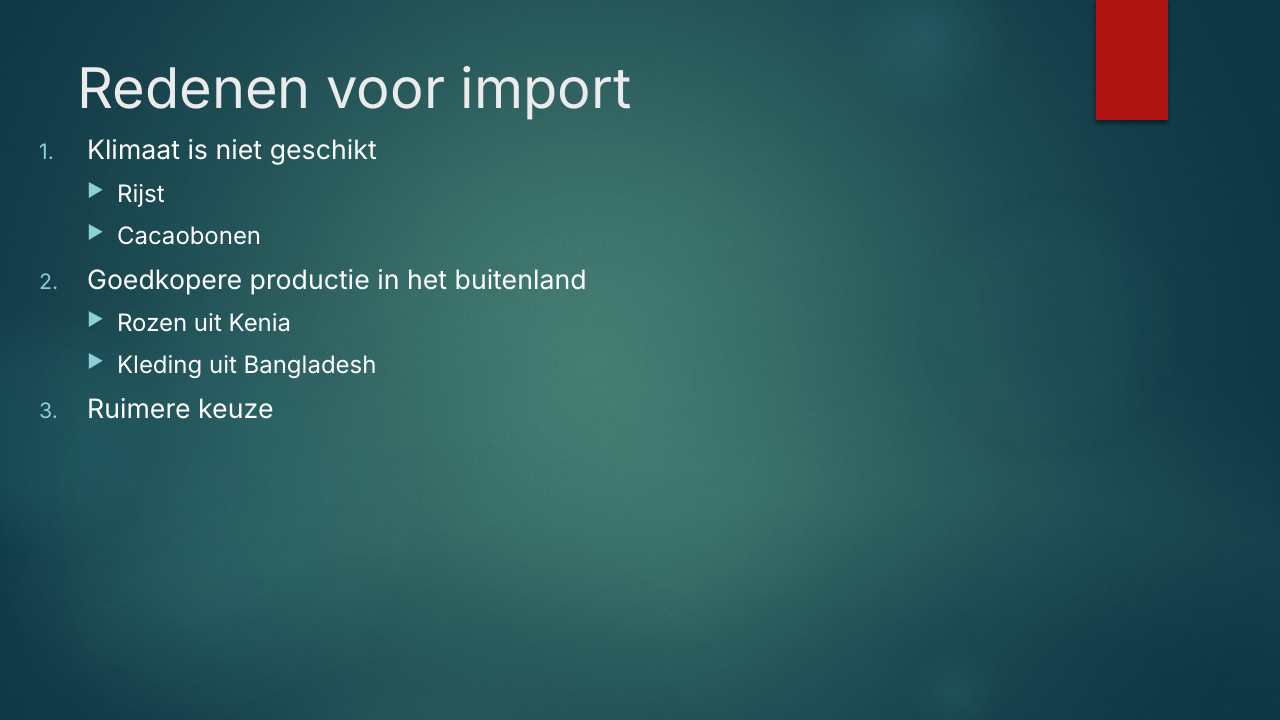 Redenen voor import
1. Klimaat is niet geschikt
Rijst
Cacaobonen
2. Goedkopere productie in het buitenland
Rozen uit Kenia
Kleding uit Bangladesh
3. Ruimere keuze